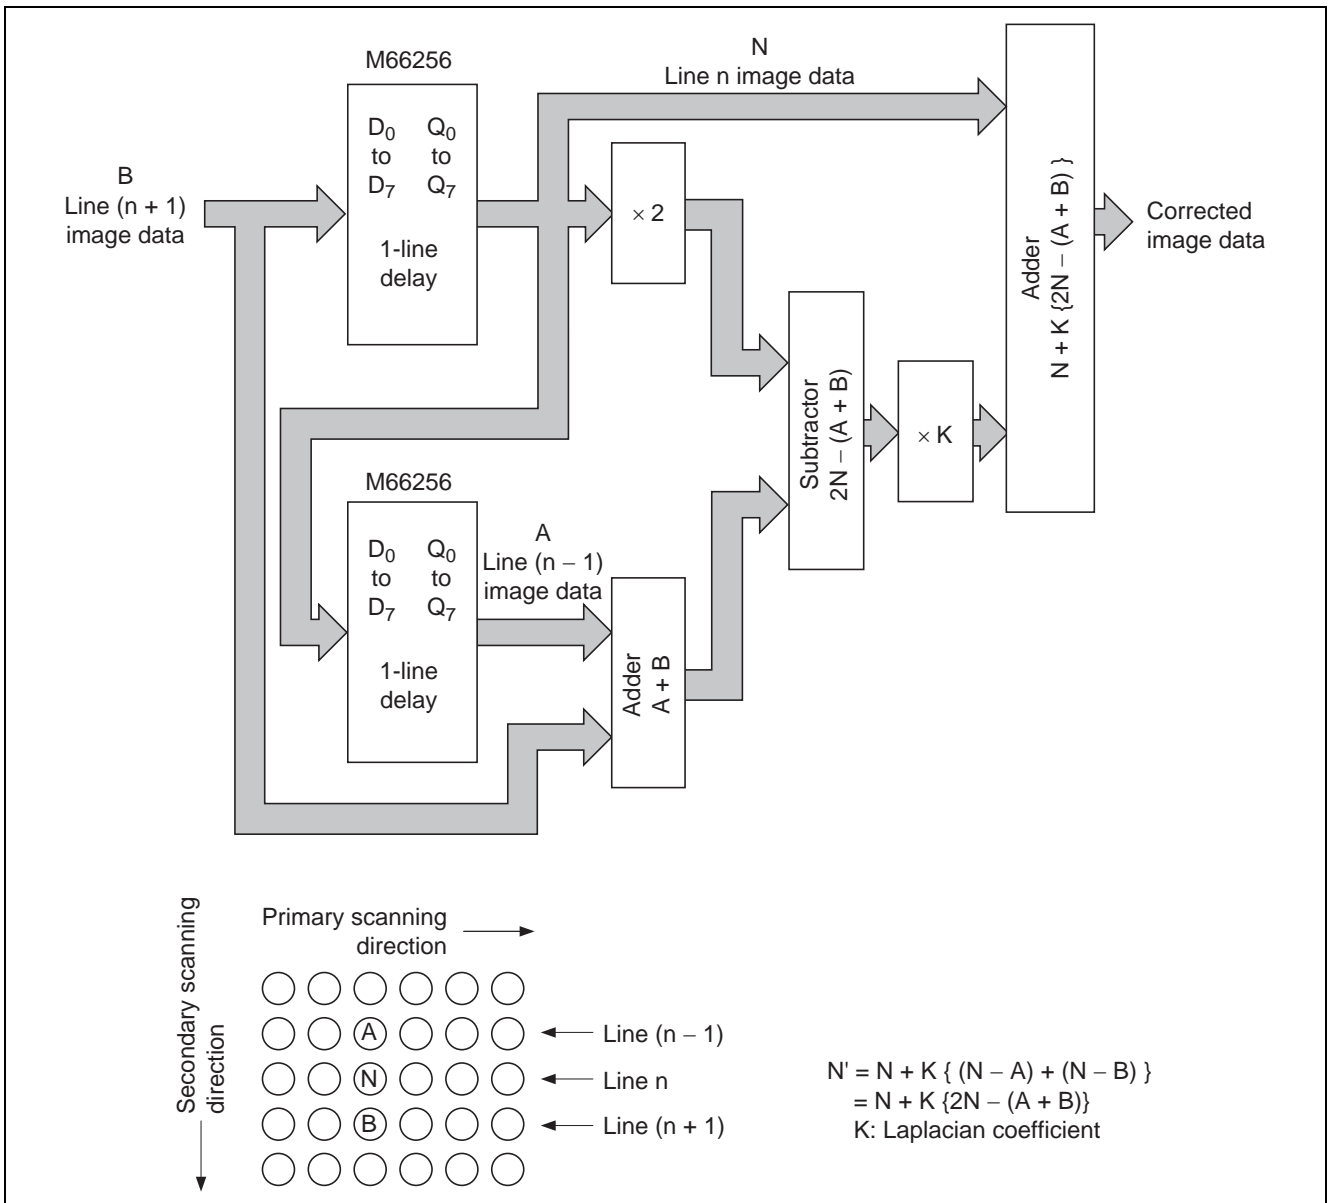 M66256
D0 Q0
to to
D7 Q7
1-line
delay
B
Line (n + 1)
image data
N
Line n image data
× 2
Subtractor
2N − (A + B)
× K
Adder
N + K {2N − (A + B) }
Corrected
image data
M66256
D0 Q0
to to
D7 Q7
1-line
delay
A
Line (n − 1)
image data
Adder
A + B
Primary scanning
direction
Secondary scanning
direction
A
Line (n − 1)
N
Line n
B
Line (n + 1)
N' = N + K { (N − A) + (N − B) }
= N + K {2N − (A + B)}
K: Laplacian coefficient